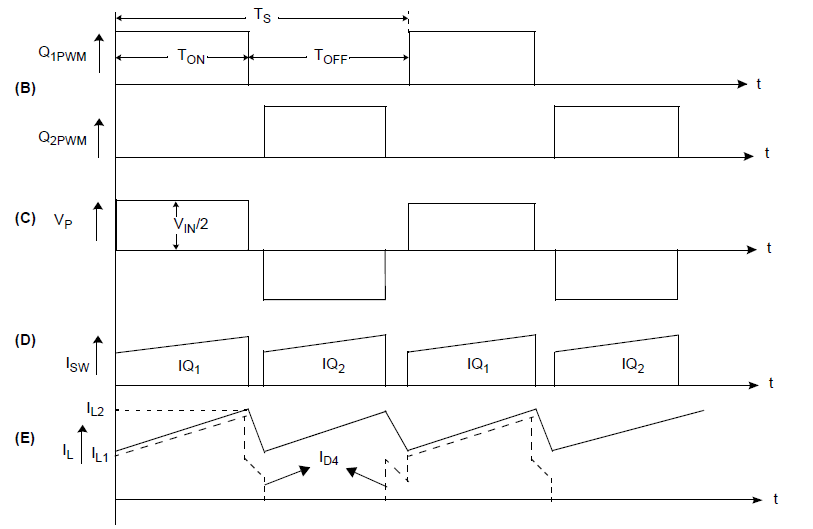 T_S
Q_1PWM
T_ON
T_OFF
(B)
t
Q_2PWM
t
(C)
V_P
V_IN/2
t
(D)
I_SW
IQ_1
IQ_2
IQ_1
IQ_2
t
I_L2
(E)
I_L
I_L1
I_D4
t